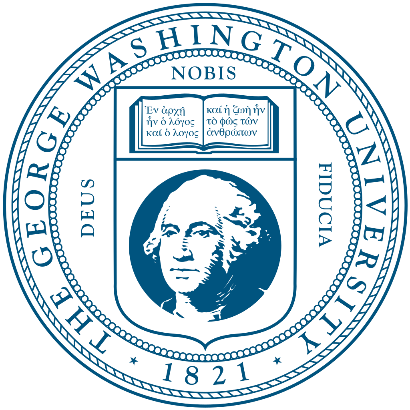 THE GEORGE WASHINGTON UNIVERSITY
NOBIS
Ἐν ἀρχῇ
ἦν ὁ λόγος
καὶ ὁ λογος
καὶ ἡ ζωὴ ἦν
τὸ φῶς τῶν
ἀνθρώπων
DEUS
FIDUCIA
1821